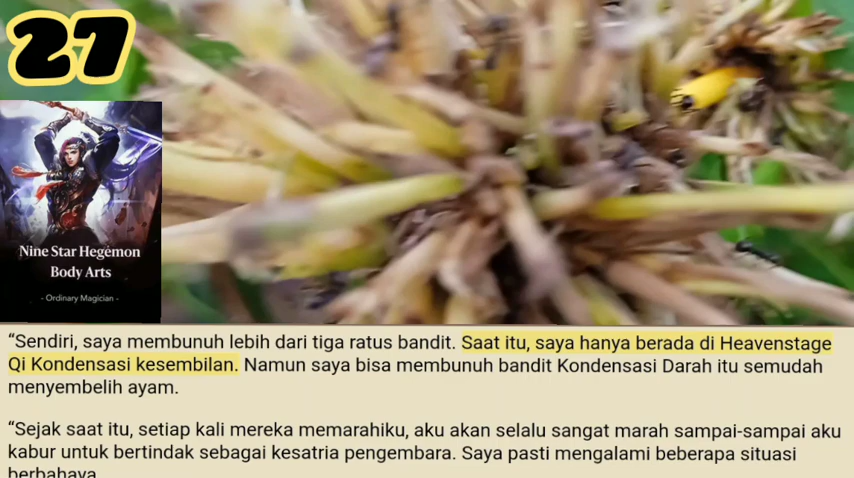 27
Nine Star Hegemon
Body Arts
- Ordinary Magician -
“Sendiri, saya membunuh lebih dari tiga ratus bandit. Saat itu, saya hanya berada di Heavenstage
Qi Kondensasi kesembilan. Namun saya bisa membunuh bandit Kondensasi Darah itu semudah
menyembelih ayam.
“Sejak saat itu, setiap kali mereka memarahiku, aku akan selalu sangat marah sampai-sampai aku
kabur untuk bertindak sebagai kesatria pengembara. Saya pasti mengalami beberapa situasi
berbahaya